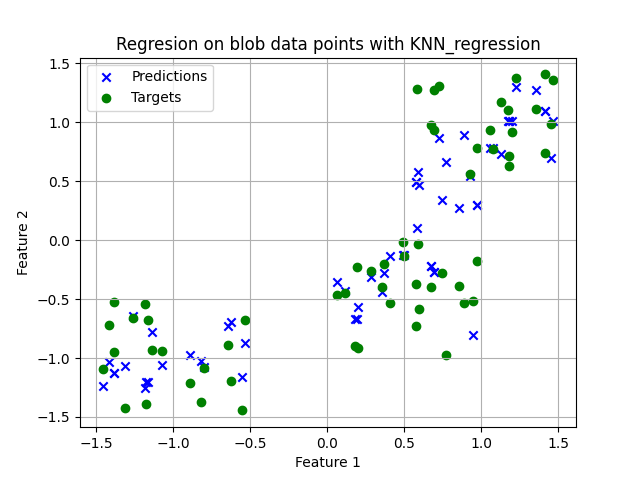 Regresion on blob data points with KNN_regression
Predictions
Targets
1.5
1.0
0.5
0.0
−0.5
−1.0
−1.5
Feature 2
−1.5 −1.0 −0.5 0.0 0.5 1.0 1.5
Feature 1